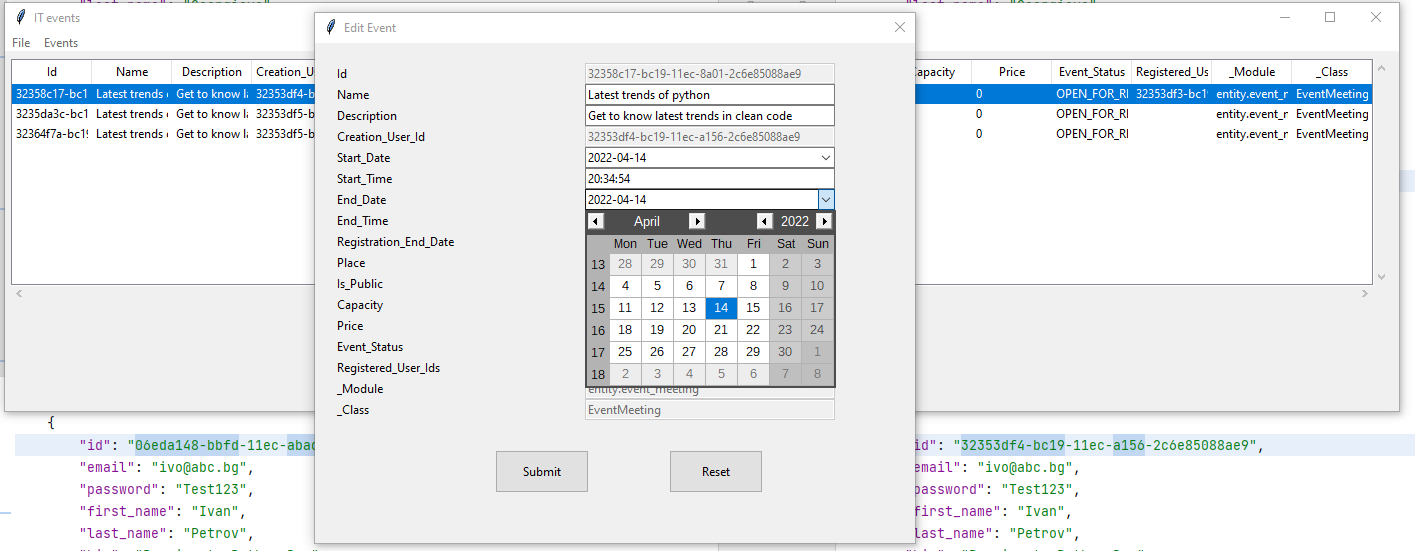 IT events
File Events
Id Name Description Creation_U Capacity Price Event_Status Registered_Us _Module _Class
32358c17-bc1 Latest trends Get to know 32353df4-b 0 OPEN_FOR_RI 32353df3-bc1 entity.event_ EventMeeting
3235da3c-bc1 Latest trends Get to know 32353df5-b 0 OPEN_FOR_RI entity.event_ EventMeeting
32364f7a-bc19 Latest trends Get to know 32353df5-b 0 OPEN_FOR_RI entity.event_ EventMeeting
Edit Event
Id 32358c17-bc19-11ec-8a01-2c6e85088ae9
Name Latest trends of python
Description Get to know latest trends in clean code
Creation_User_Id 32353df4-bc19-11ec-a156-2c6e85088ae9
Start_Date 2022-04-14
Start_Time 20:34:54
End_Date 2022-04-14
End_Time
Registration_End_Date
Place
Is_Public
Capacity
Price
Event_Status
Registered_User_Ids
_Module entity.event_meeting
_Class EventMeeting
April 2022
Mon Tue Wed Thu Fri Sat Sun
13 28 29 30 31 1 2 3
14 4 5 6 7 8 9 10
15 11 12 13 14 15 16 17
16 18 19 20 21 22 23 24
17 25 26 27 28 29 30 1
18 2 3 4 5 6 7 8
Submit Reset
{
"id": "06eda148-bbfd-11ec-abac
"email": "ivo@abc.bg",
"password": "Test123",
"first_name": "Ivan",
"last_name": "Petrov",
id": "32353df4-bc19-11ec-a156-2c6e85088ae9",
email": "ivo@abc.bg",
password": "Test123",
first_name": "Ivan",
last_name": "Petrov",